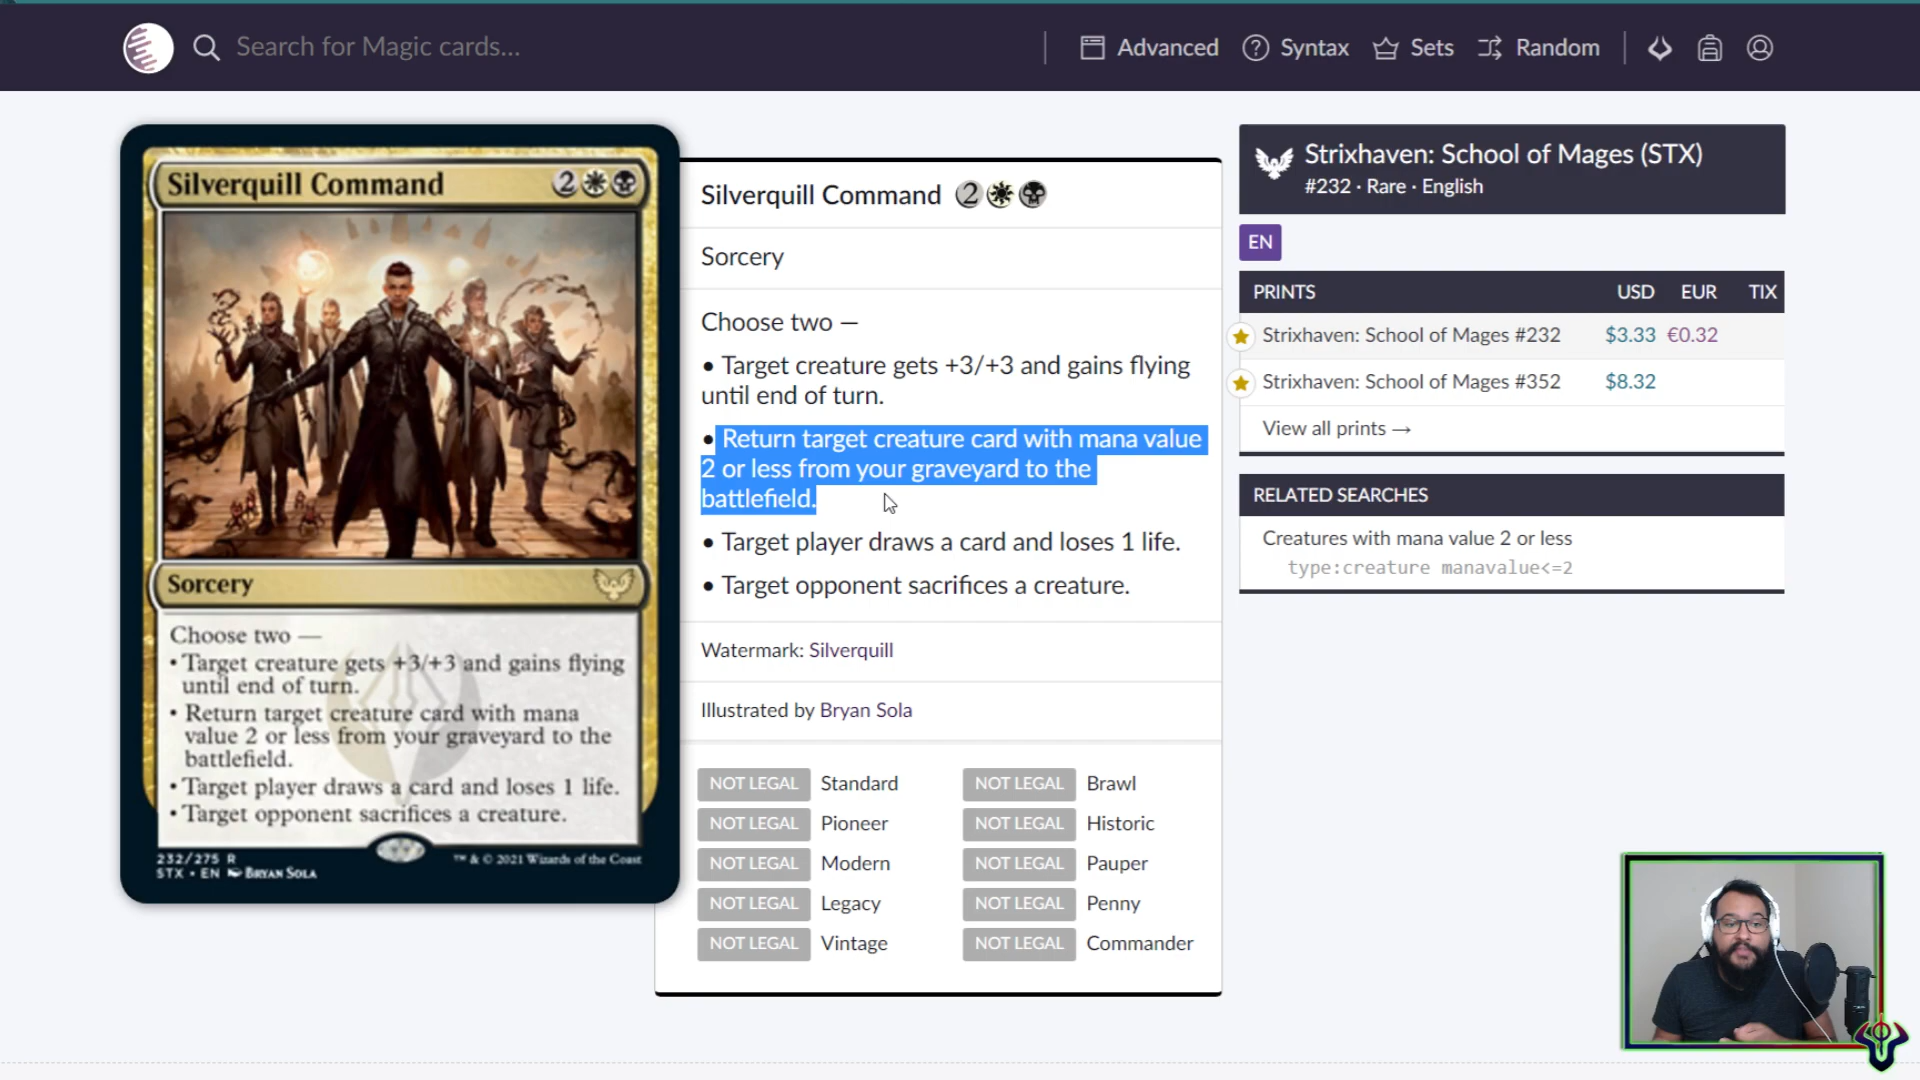 Search for Magic cards...
Advanced
Syntax
Sets
Random
Silverquill Command 2
Sorcery
Choose two —
• Target creature gets +3/+3 and gains flying
until end of turn.
• Return target creature card with mana
value 2 or less from your graveyard to the
battlefield.
• Target player draws a card and loses 1 life.
• Target opponent sacrifices a creature.
232/275 R
STX • EN BRYAN SOLA
™ & © 2021 Wizards of the Coast
Silverquill Command 2
Sorcery
Choose two —
• Target creature gets +3/+3 and gains flying
until end of turn.
• Return target creature card with mana value
2 or less from your graveyard to the
battlefield.
• Target player draws a card and loses 1 life.
• Target opponent sacrifices a creature.
Watermark: Silverquill
Illustrated by Bryan Sola
NOT LEGAL Standard NOT LEGAL Brawl
NOT LEGAL Pioneer NOT LEGAL Historic
NOT LEGAL Modern NOT LEGAL Pauper
NOT LEGAL Legacy NOT LEGAL Penny
NOT LEGAL Vintage NOT LEGAL Commander
Strixhaven: School of Mages (STX)
#232 · Rare · English
EN
PRINTS USD EUR TIX
Strixhaven: School of Mages #232 $3.33 €0.32
Strixhaven: School of Mages #352 $8.32
View all prints →
RELATED SEARCHES
Creatures with mana value 2 or less
type:creature manavalue<=2